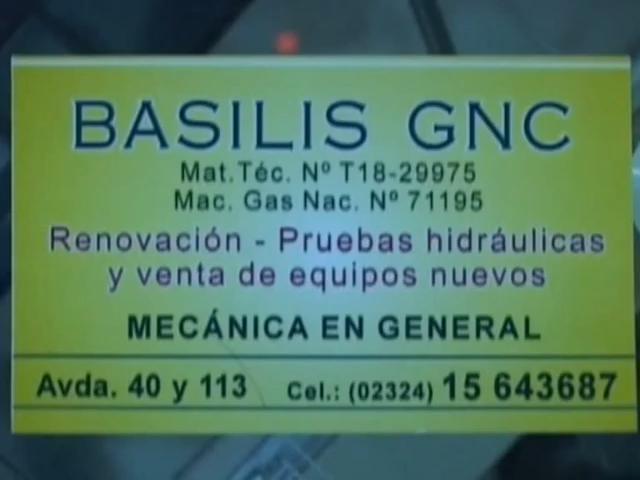 BASILIS GNC
Mat.Téc. Nº T18-29975
Mac. Gas Nac. Nº 71195
Renovación - Pruebas hidráulicas
y venta de equipos nuevos
MECÁNICA EN GENERAL
Avda. 40 y 113 Cel.: (02324) 15 643687